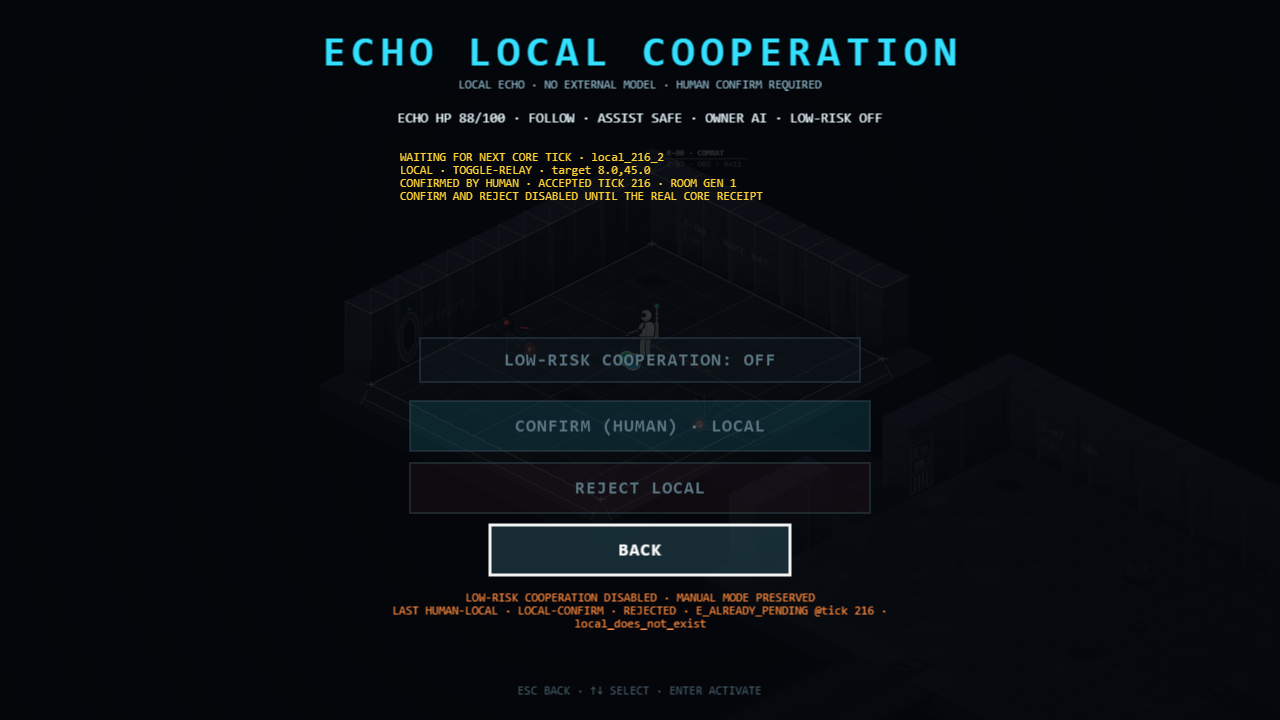 ECHO LOCAL COOPERATION
LOCAL ECHO · NO EXTERNAL MODEL · HUMAN CONFIRM REQUIRED
ECHO HP 88/100 · FOLLOW · ASSIST SAFE · OWNER AI · LOW-RISK OFF
WAITING FOR NEXT CORE TICK · local_216_2
LOCAL · TOGGLE-RELAY · target 8.0,45.0
CONFIRMED BY HUMAN · ACCEPTED TICK 216 · ROOM GEN 1
CONFIRM AND REJECT DISABLED UNTIL THE REAL CORE RECEIPT
LOW-RISK COOPERATION: OFF
CONFIRM (HUMAN) · LOCAL
REJECT LOCAL
BACK
LOW-RISK COOPERATION DISABLED · MANUAL MODE PRESERVED
LAST HUMAN-LOCAL · LOCAL-CONFIRM · REJECTED · E_ALREADY_PENDING @tick 216 ·
local_does_not_exist
ESC BACK · ↑↓ SELECT · ENTER ACTIVATE